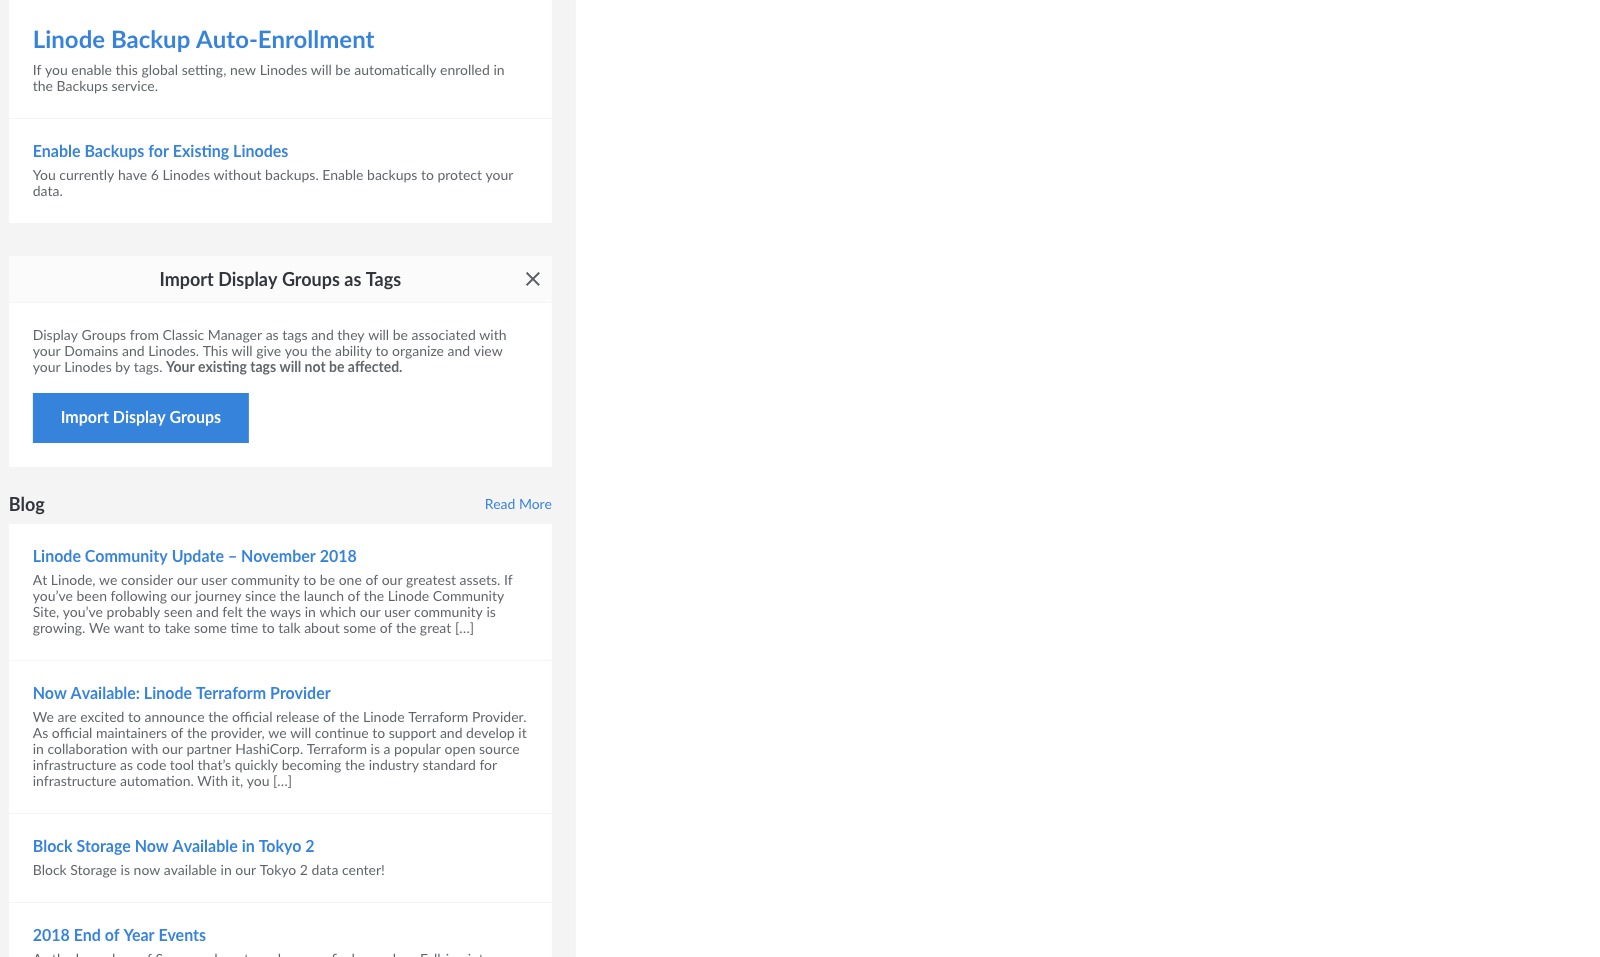 Linode Backup Auto-Enrollment
If you enable this global setting, new Linodes will be automatically enrolled in
the Backups service.
Enable Backups for Existing Linodes
You currently have 6 Linodes without backups. Enable backups to protect your
data.
Import Display Groups as Tags
Display Groups from Classic Manager as tags and they will be associated with
your Domains and Linodes. This will give you the ability to organize and view
your Linodes by tags. Your existing tags will not be affected.
Import Display Groups
Blog
Read More
Linode Community Update – November 2018
At Linode, we consider our user community to be one of our greatest assets. If
you’ve been following our journey since the launch of the Linode Community
Site, you’ve probably seen and felt the ways in which our user community is
growing. We want to take some time to talk about some of the great […]
Now Available: Linode Terraform Provider
We are excited to announce the official release of the Linode Terraform Provider.
As official maintainers of the provider, we will continue to support and develop it
in collaboration with our partner HashiCorp. Terraform is a popular open source
infrastructure as code tool that’s quickly becoming the industry standard for
infrastructure automation. With it, you […]
Block Storage Now Available in Tokyo 2
Block Storage is now available in our Tokyo 2 data center!
2018 End of Year Events